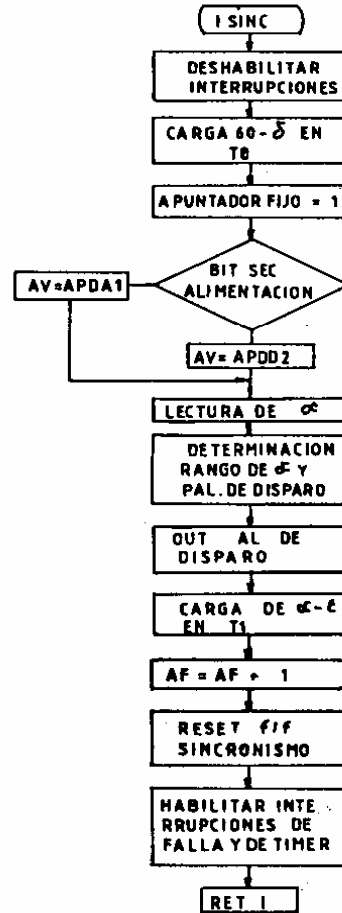 I SINC
DESHABILITAR
INTERRUPCIONES
CARGA 60-δ EN
T0
APUNTADOR FIJO = 1
BIT SEC
ALIMENTACION
AV=APDA1
AV= APDD2
LECTURA DE α
DETERMINACION
RANGO DE α Y
PAL. DE DISPARO
OUT AL DE
DISPARO
CARGA DE α-t
EN T1
AF = AF + 1
RESET f/f
SINCRONISMO
HABILITAR INTE
RRUPCIONES DE
FALLA Y DE TIMER
RET I